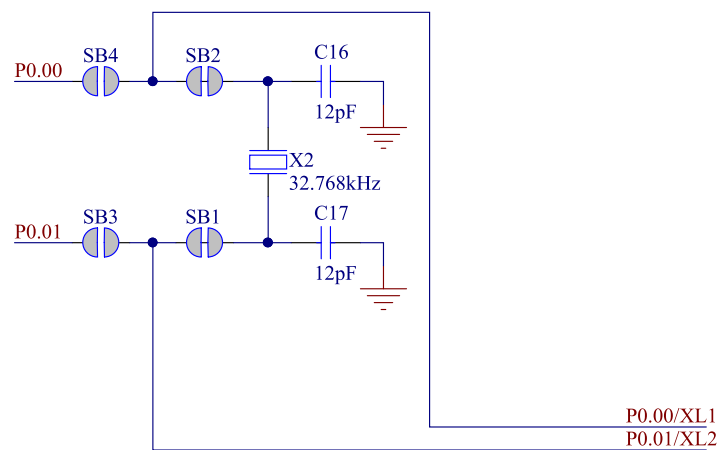 SB4
SB2
C16
P0.00
12pF
X2
32.768kHz
SB3
SB1
C17
P0.01
12pF
P0.00/XL1
P0.01/XL2